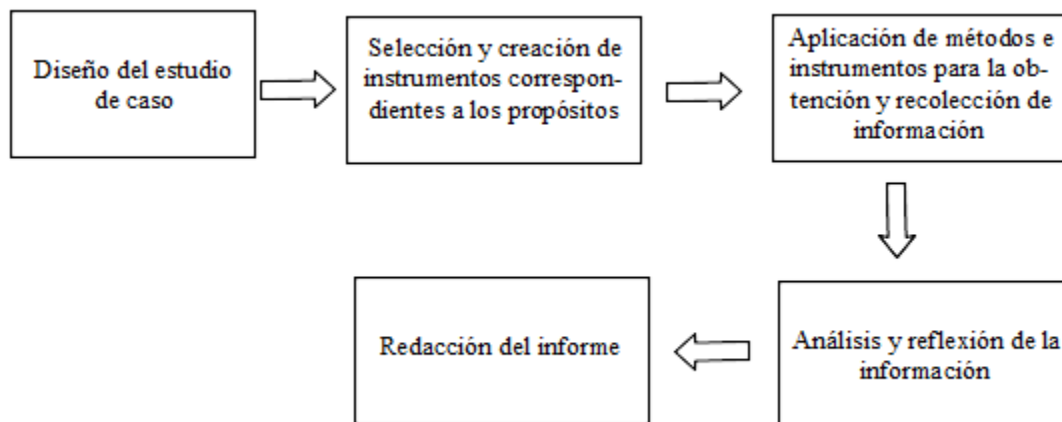 Diseño del estudio
de caso
Selección y creación de
instrumentos correspon-
dientes a los propósitos
Aplicación de métodos e
instrumentos para la ob-
tención y recolección de
información
Análisis y reflexión de la
información
Redacción del informe